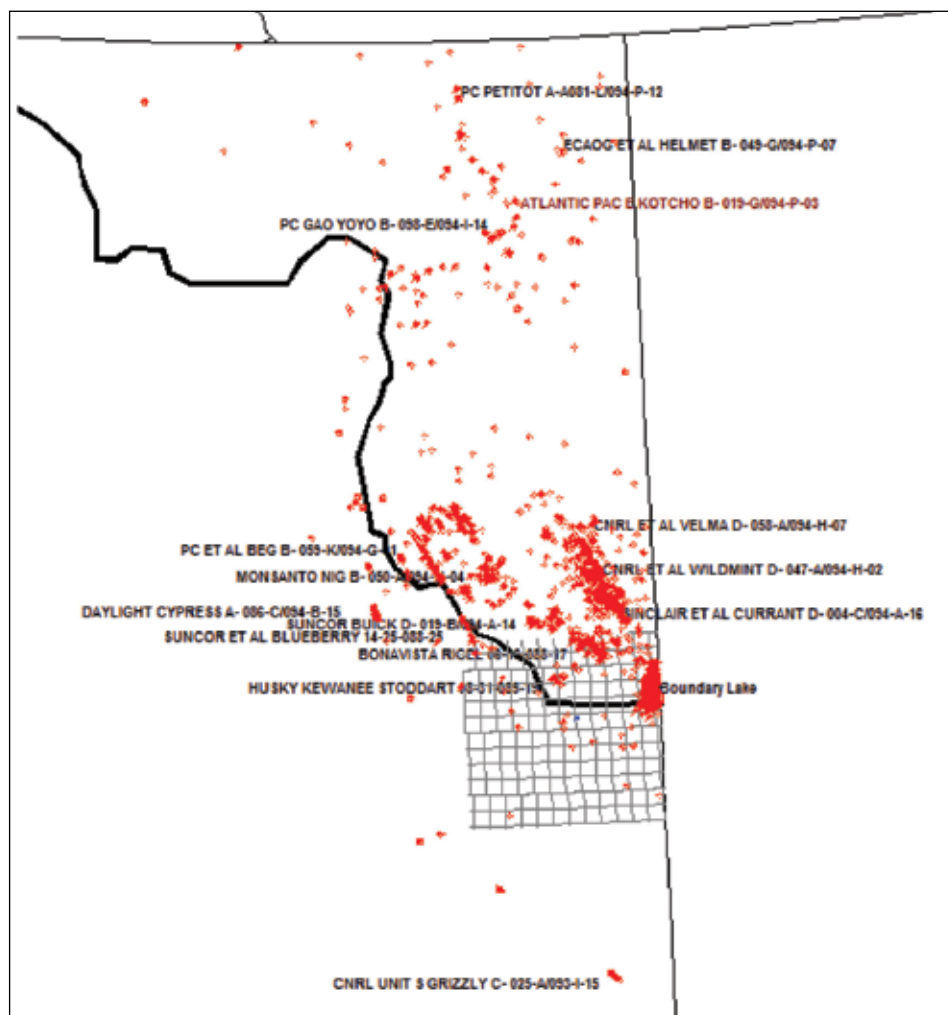 PC PETITOT A-A081-L/094-P-12
ECAOG ET AL HELMET B- 049-G/094-P-07
ATLANTIC PAC E KOTCHO B- 019-G/094-P-03
PC GAO YOYO B- 098-E/094-I-14
CNRL ET AL VELMA D- 058-A/094-H-07
PC ET AL BEG B- 059-K/094-G-01
CNRL ET AL WILDMINT D- 047-A/094-H-02
MONSANTO NIG B- 050-A/094- -04
DAYLIGHT CYPRESS A- 086-C/094-B-15
SINCLAIR ET AL CURRANT D- 004-C/094-A-16
SUNCOR BUICK D- 019-B/094-A-14
SUNCOR ET AL BLUEBERRY 14-25-088-25
BONAVISTA RIGEL -088-17
HUSKY KEWANEE STODDART
Boundary Lake
CNRL UNIT S GRIZZLY C- 025-A/093-I-15